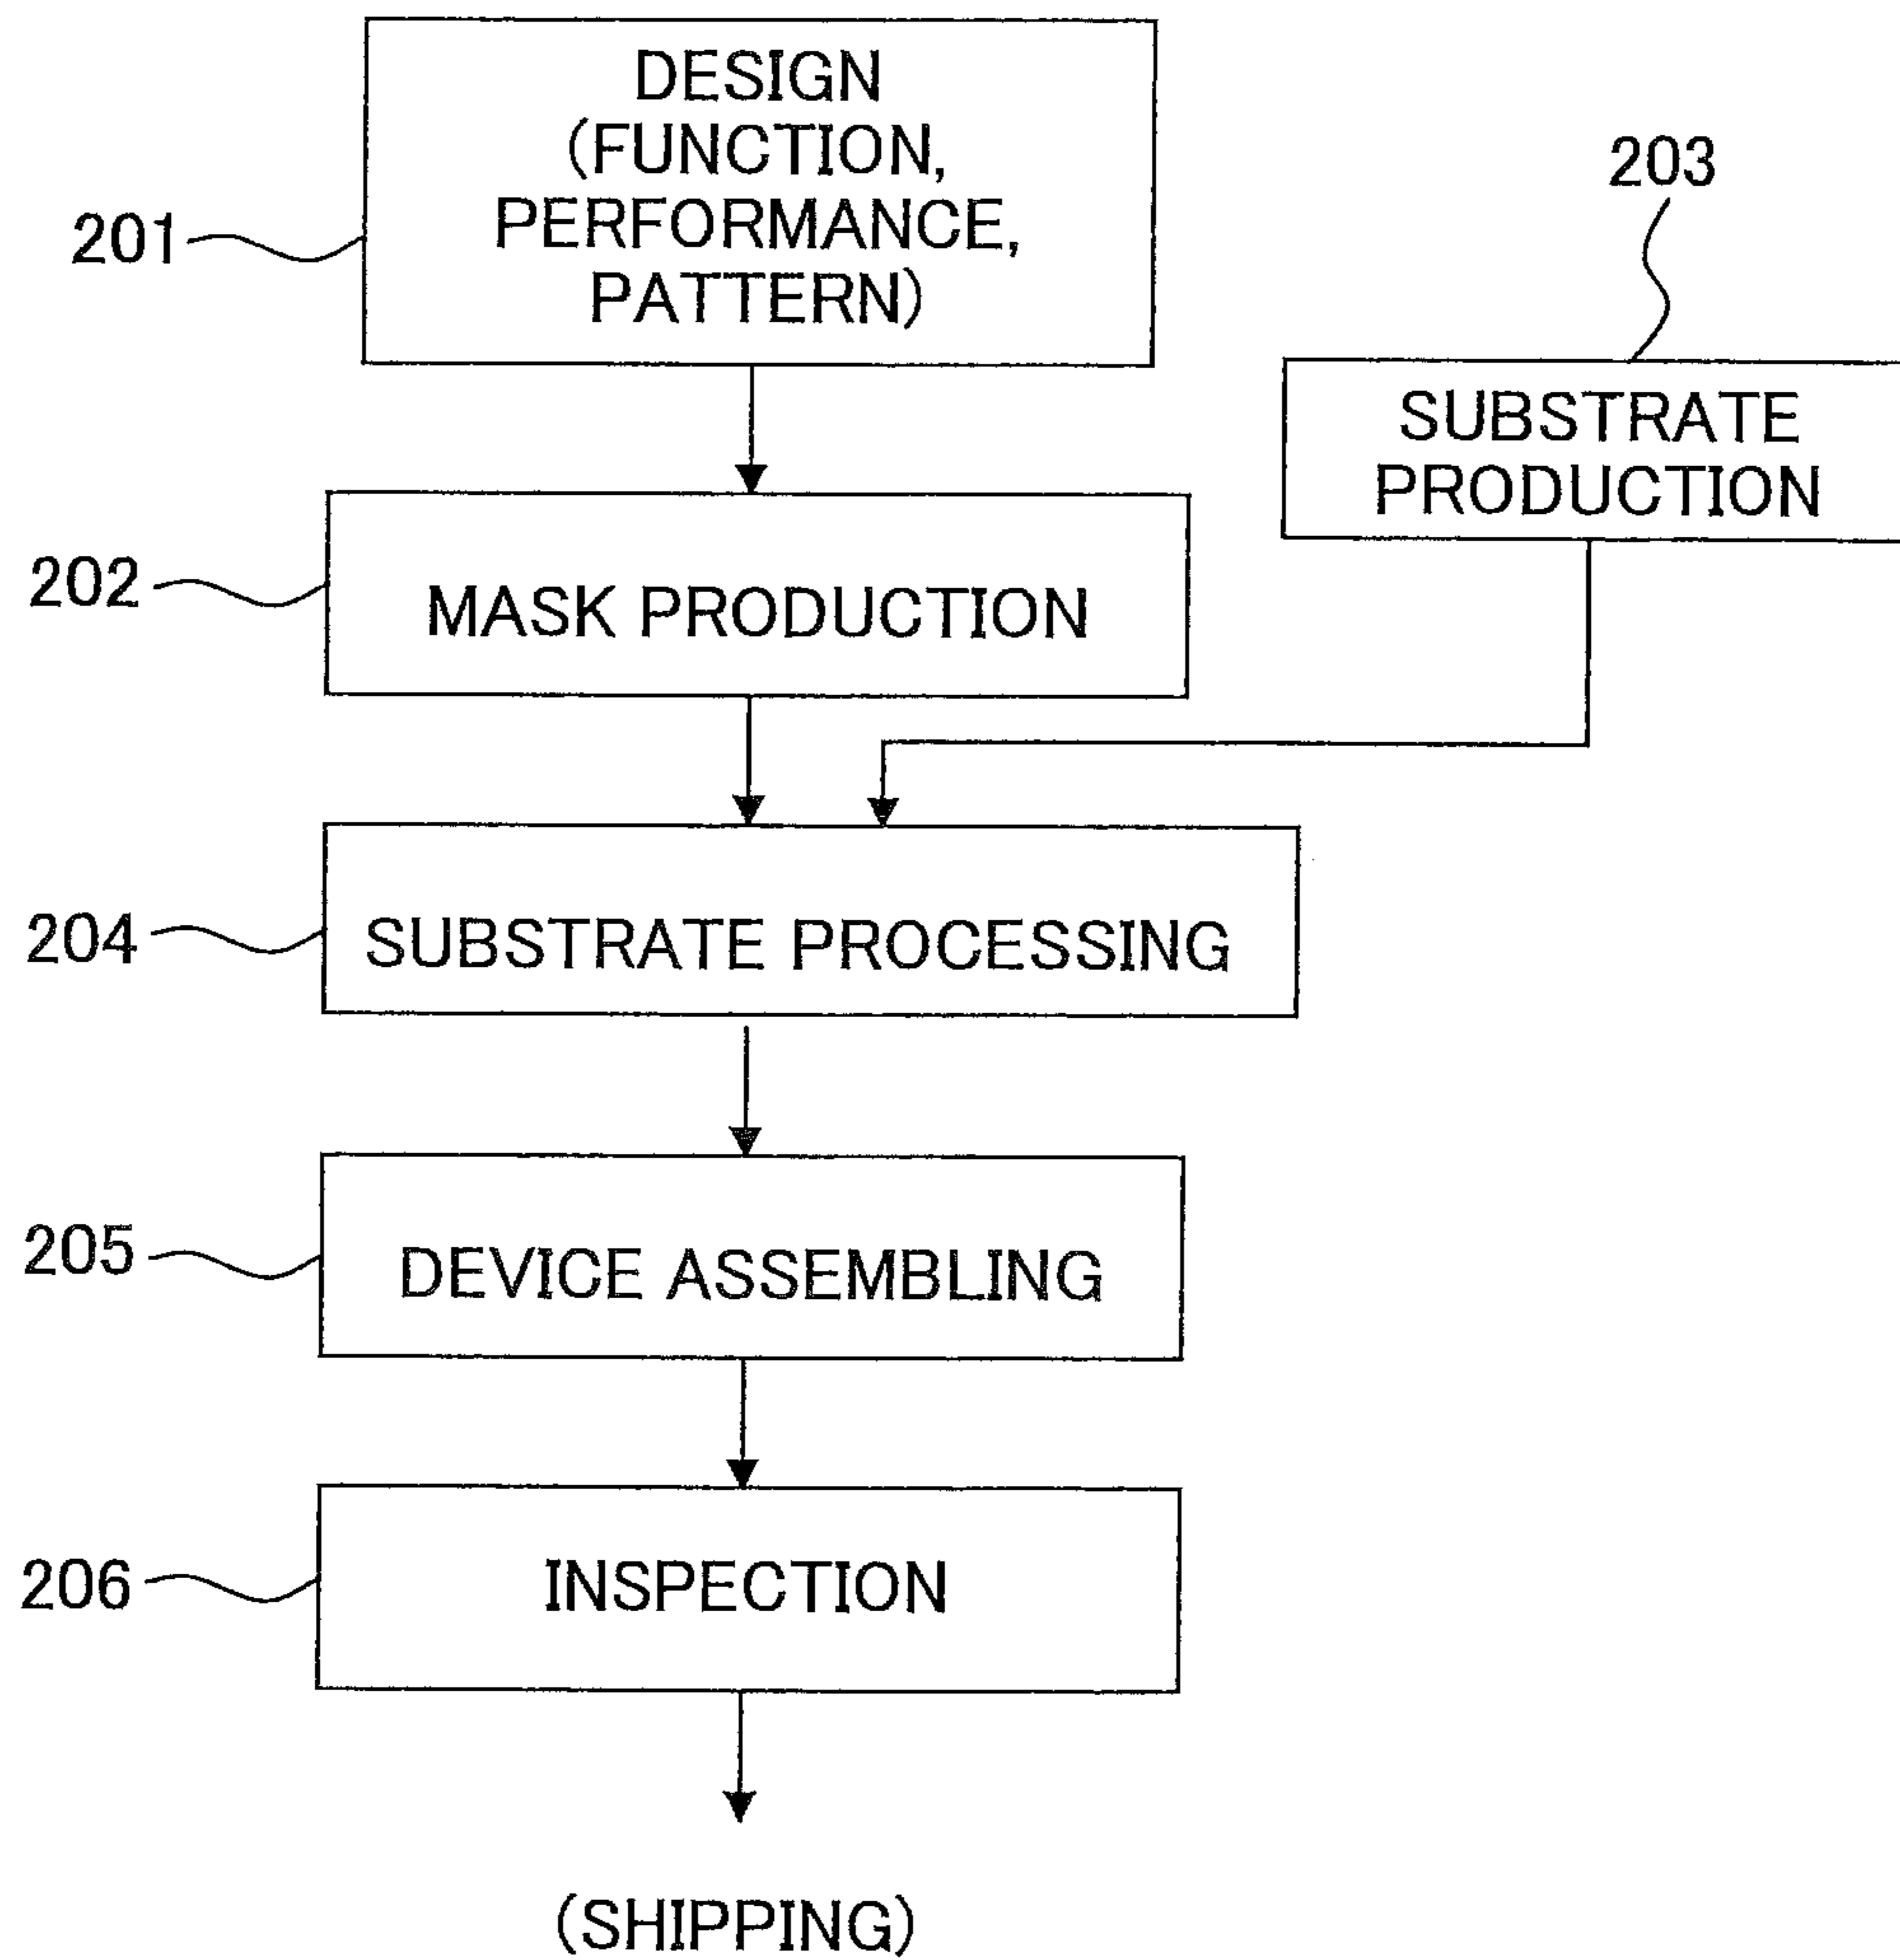 DESIGN
(FUNCTION,
PERFORMANCE,
PATTERN)
201
203
SUBSTRATE
PRODUCTION
202
MASK PRODUCTION
204
SUBSTRATE PROCESSING
205
DEVICE ASSEMBLING
206
INSPECTION
(SHIPPING)